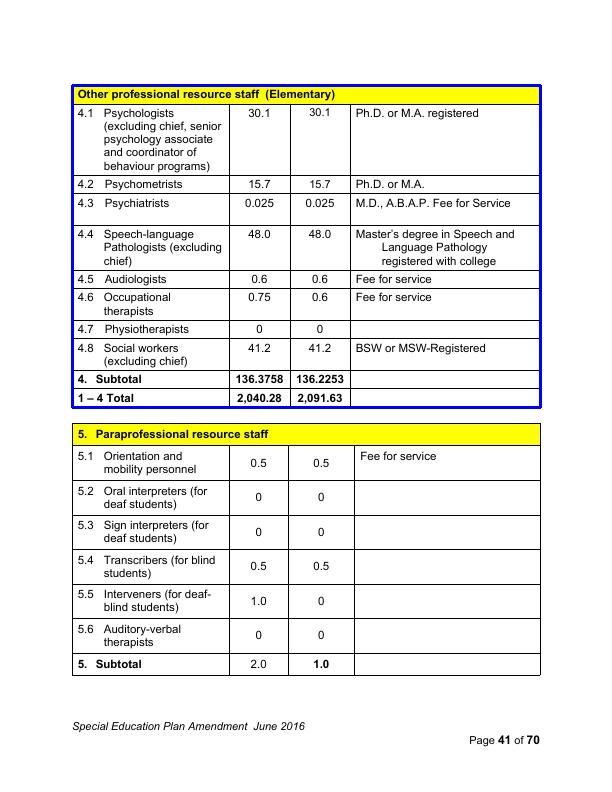 Other professional resource staff  (Elementary)
4.1 Psychologists 30.1 30.1 Ph.D. or M.A. registered
(excluding chief, senior
psychology associate
and coordinator of
behaviour programs)
4.2 Psychometrists 15.7 15.7 Ph.D. or M.A.
4.3 Psychiatrists 0.025 0.025 M.D., A.B.A.P. Fee for Service
4.4 Speech-language 48.0 48.0 Master's degree in Speech and
Pathologists (excluding Language Pathology
chief) registered with college
4.5 Audiologists 0.6 0.6 Fee for service
4.6 Occupational 0.75 0.6 Fee for service
therapists
4.7 Physiotherapists 0 0
4.8 Social workers 41.2 41.2 BSW or MSW-Registered
(excluding chief)
4. Subtotal 136.3758 136.2253
1 – 4 Total 2,040.28 2,091.63
5. Paraprofessional resource staff
5.1 Orientation and 0.5 0.5 Fee for service
mobility personnel
5.2 Oral interpreters (for 0 0
deaf students)
5.3 Sign interpreters (for 0 0
deaf students)
5.4 Transcribers (for blind 0.5 0.5
students)
5.5 Interveners (for deaf- 1.0 0
blind students)
5.6 Auditory-verbal 0 0
therapists
5. Subtotal 2.0 1.0
Special Education Plan Amendment  June 2016
Page 41 of 70